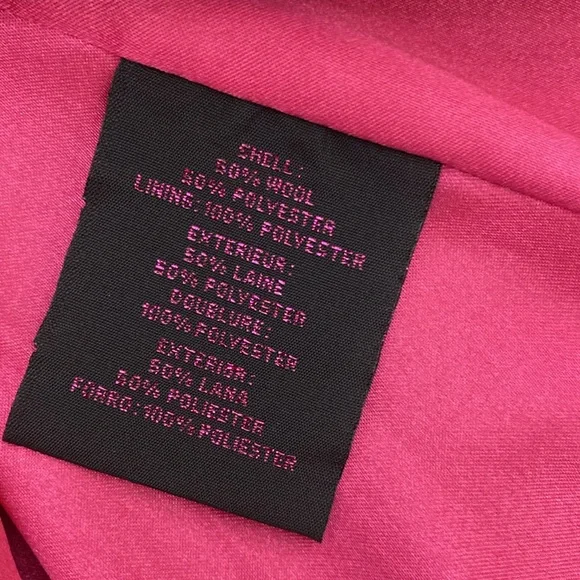 SHELL:
50% WOOL
50% POLYESTER
LINING: 100% POLYESTER
EXTERIEUR:
50% LAINE
50% POLYESTER
DOUBLURE:
100% POLYESTER
EXTERIOR:
50% LANA
50% POLIESTER
FORRO: 100% POLIESTER